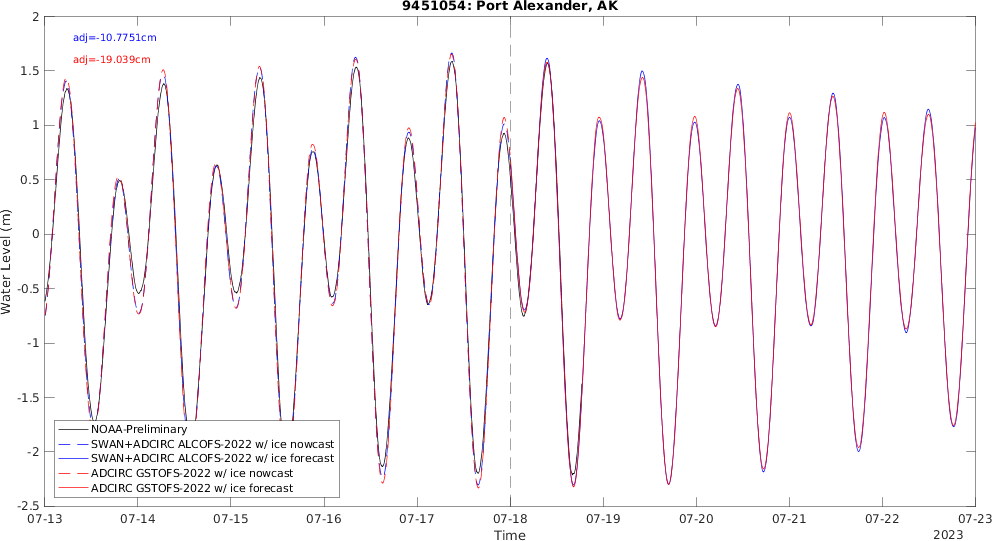 9451054: Port Alexander, AK
adj=-10.7751cm
adj=-19.039cm
Water Level (m)
2
1.5
1
0.5
0
-0.5
-1
-1.5
-2
-2.5
NOAA-Preliminary
SWAN+ADCIRC ALCOFS-2022 w/ ice nowcast
SWAN+ADCIRC ALCOFS-2022 w/ ice forecast
ADCIRC GSTOFS-2022 w/ ice nowcast
ADCIRC GSTOFS-2022 w/ ice forecast
07-13 07-14 07-15 07-16 07-17 07-18 07-19 07-20 07-21 07-22 07-23
Time
2023